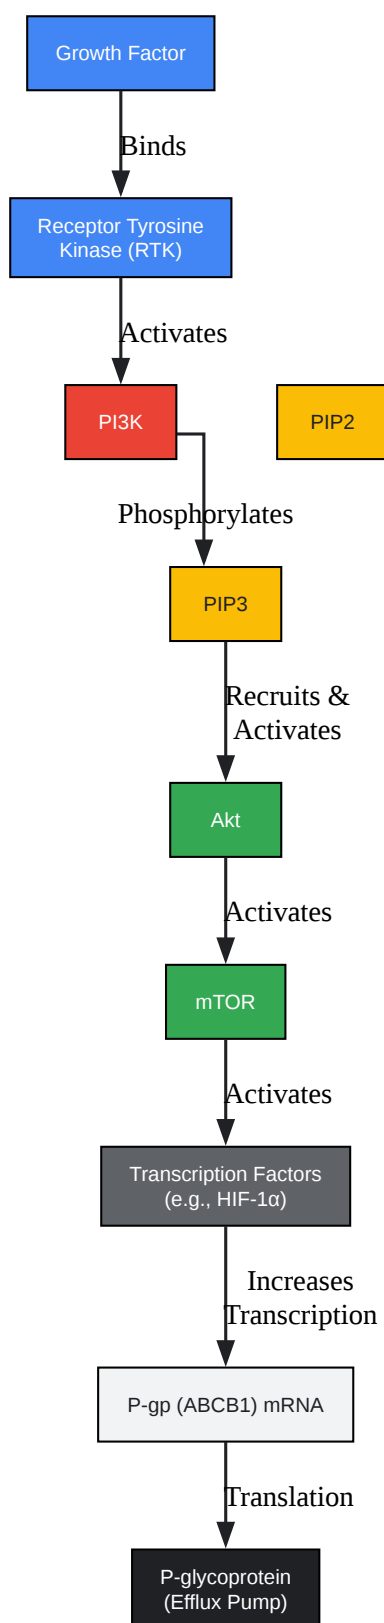 Growth Factor
Binds
Receptor Tyrosine
Kinase (RTK)
Activates
PI3K
PIP2
Phosphorylates
PIP3
Recruits &
Activates
Akt
Activates
mTOR
Activates
Transcription Factors
(e.g., HIF-1α)
Increases
Transcription
P-gp (ABCB1) mRNA
Translation
P-glycoprotein
(Efflux Pump)